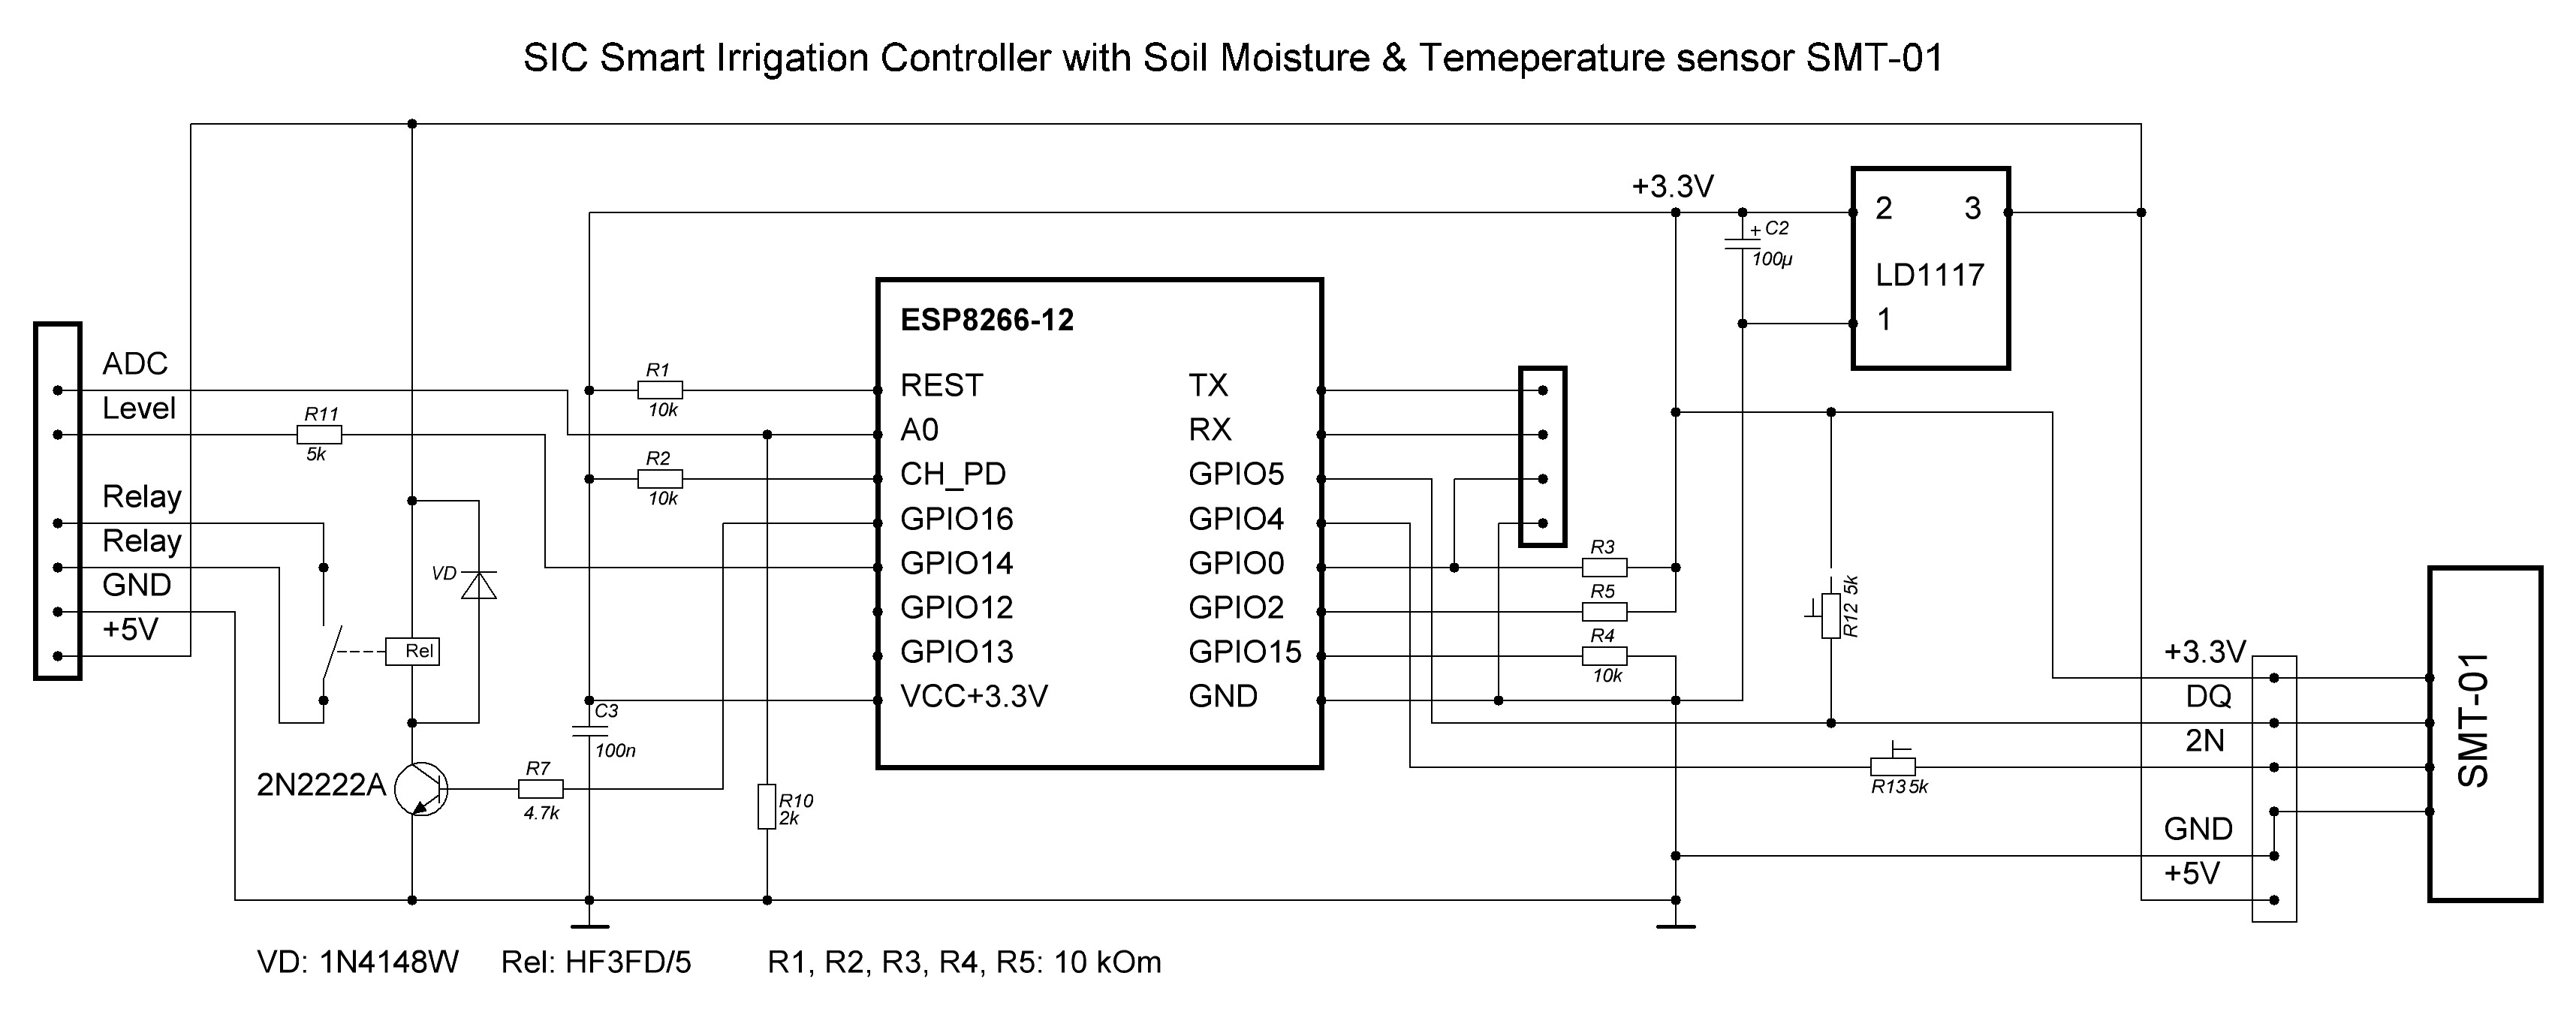 SIC Smart Irrigation Controller with Soil Moisture & Temeperature sensor SMT-01
+3.3V
2 3
LD1117
1
+ C2
100µ
ESP8266-12
REST
A0
CH_PD
GPIO16
GPIO14
GPIO12
GPIO13
VCC+3.3V
TX
RX
GPIO5
GPIO4
GPIO0
GPIO2
GPIO15
GND
ADC
Level
Relay
Relay
GND
+5V
R11
5k
R1
10k
R2
10k
VD
Rel
C3
100n
2N2222A
R7
4.7k
R10
2k
R3
R5
R4
10k
R12 5k
R13 5k
+3.3V
DQ
2N
GND
+5V
SMT-01
VD: 1N4148W Rel: HF3FD/5 R1, R2, R3, R4, R5: 10 kOm